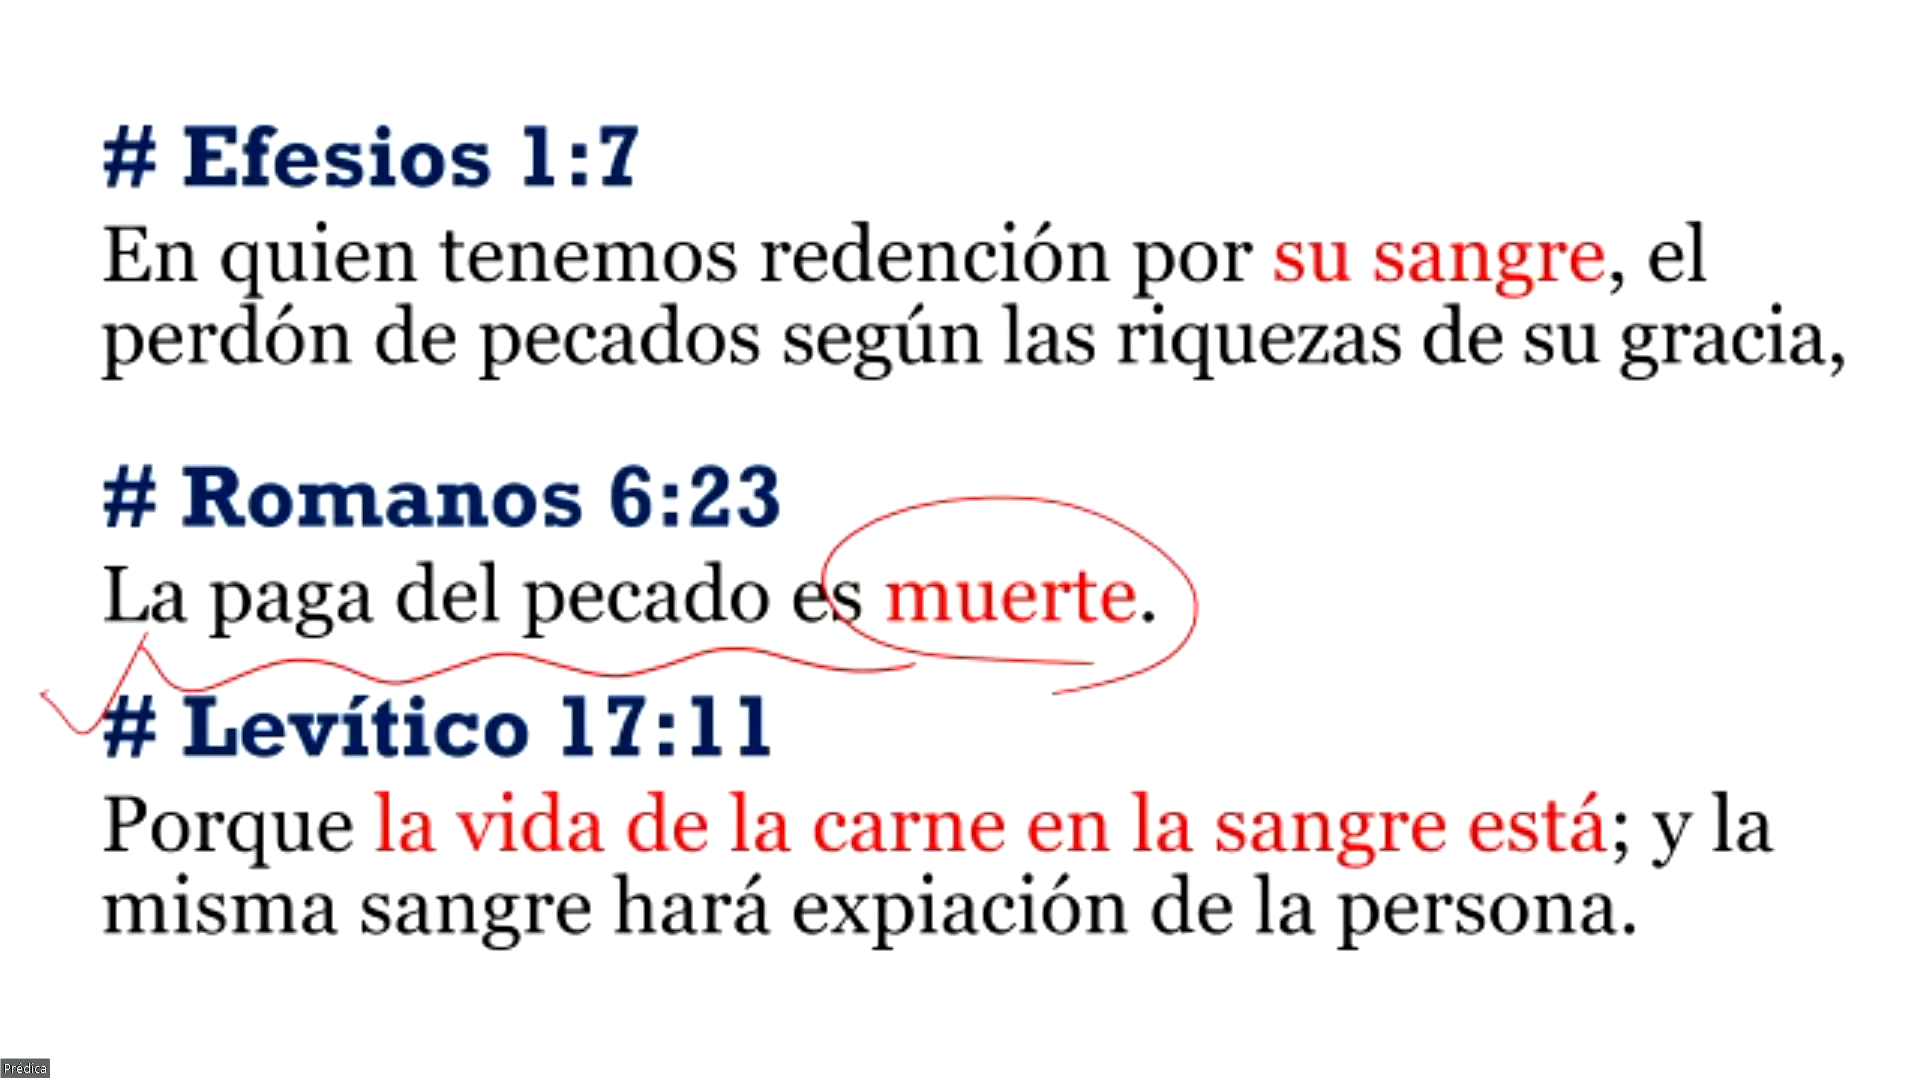 # Efesios 1:7
En quien tenemos redención por su sangre, el
perdón de pecados según las riquezas de su gracia,
# Romanos 6:23
La paga del pecado es muerte.
# Levítico 17:11
Porque la vida de la carne en la sangre está; y la
misma sangre hará expiación de la persona.
Prédica